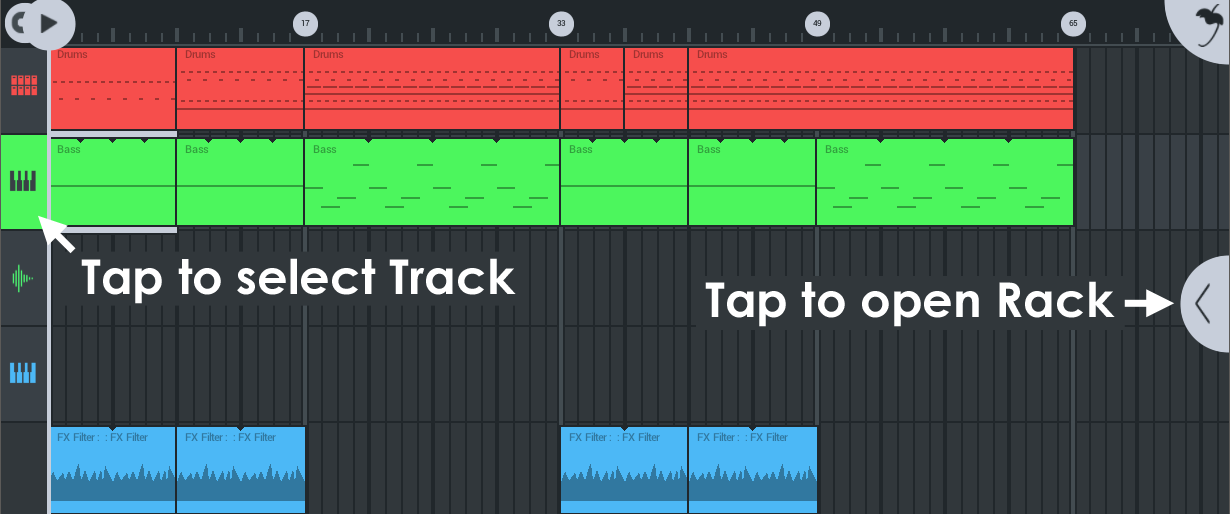 17 33 49 65
Drums Drums Drums Drums Drums Drums
Bass Bass Bass Bass Bass Bass
Tap to select Track
Tap to open Rack
FX Filter : : FX Filter FX Filter : : FX Filter FX Filter : : FX Filter FX Filter : : FX Filter